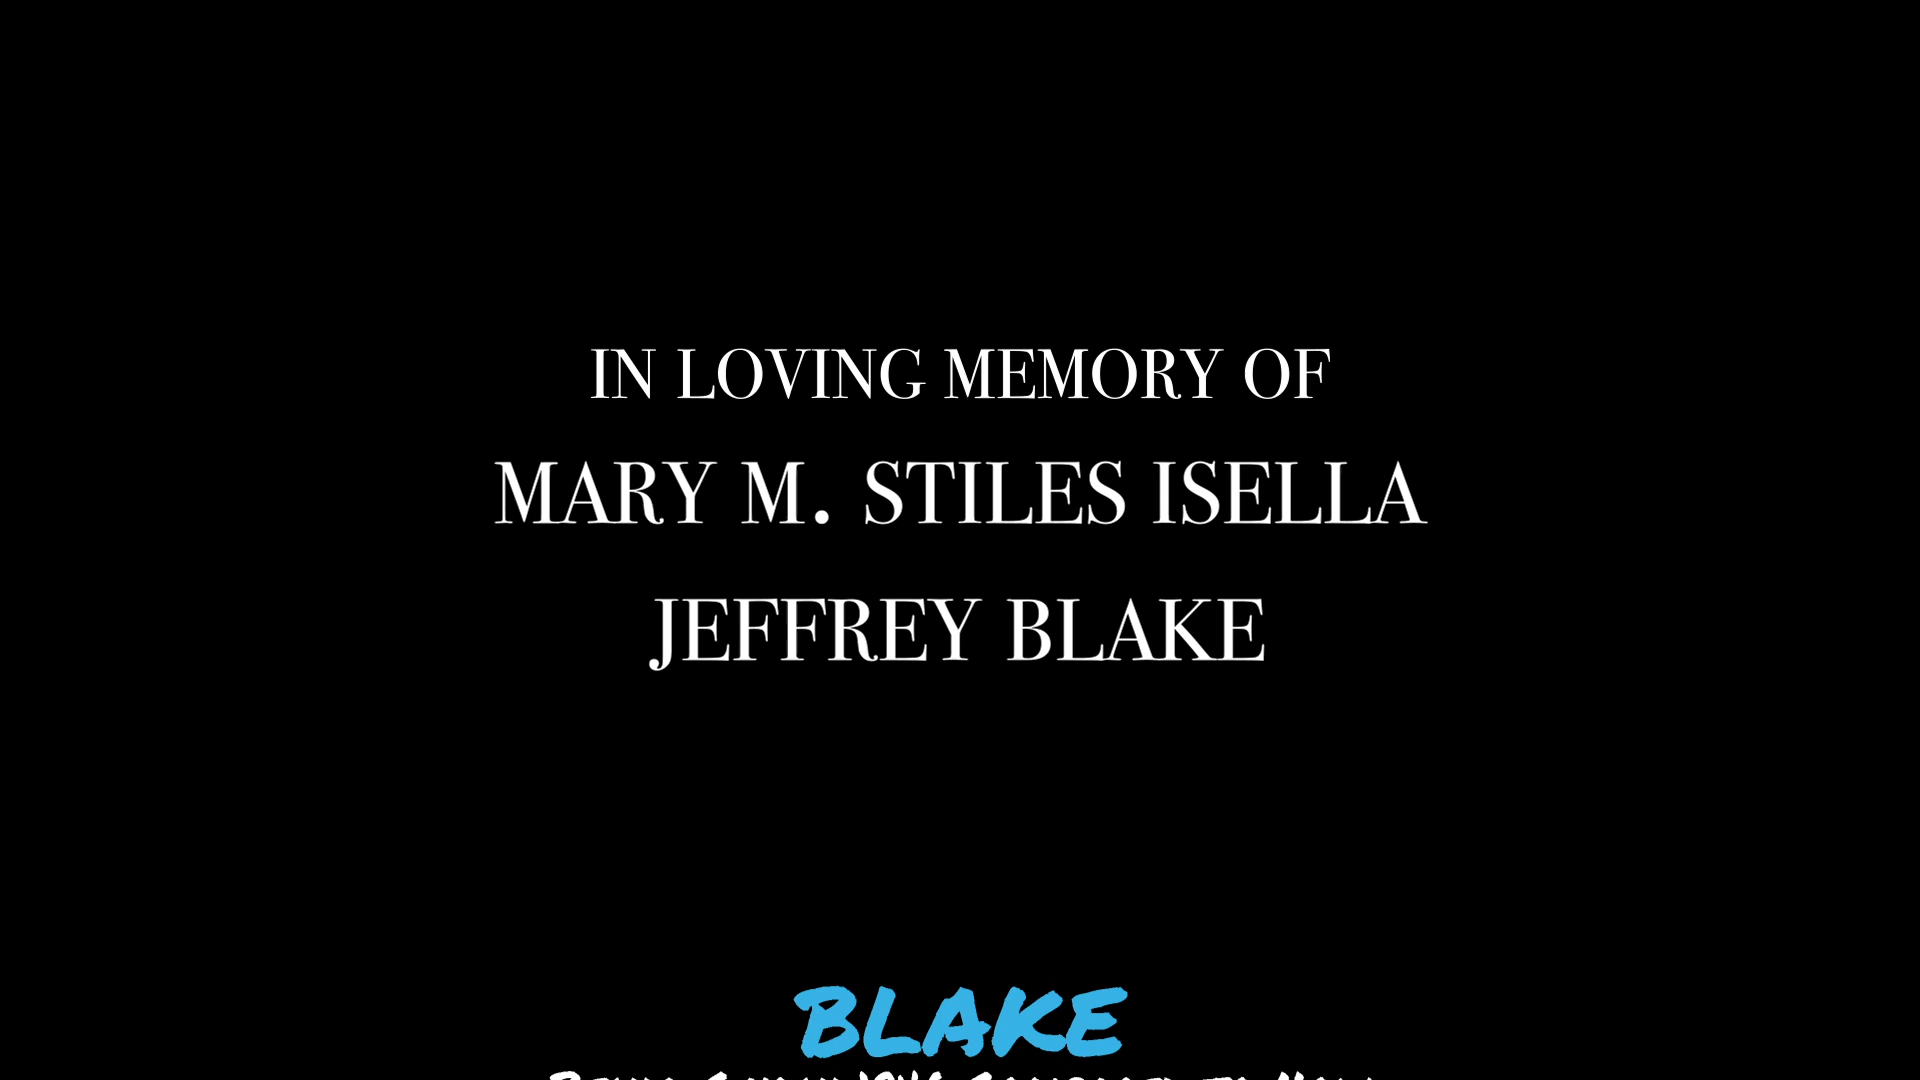 IN LOVING MEMORY OF
MARY M. STILES ISELLA
JEFFREY BLAKE
BLAKE